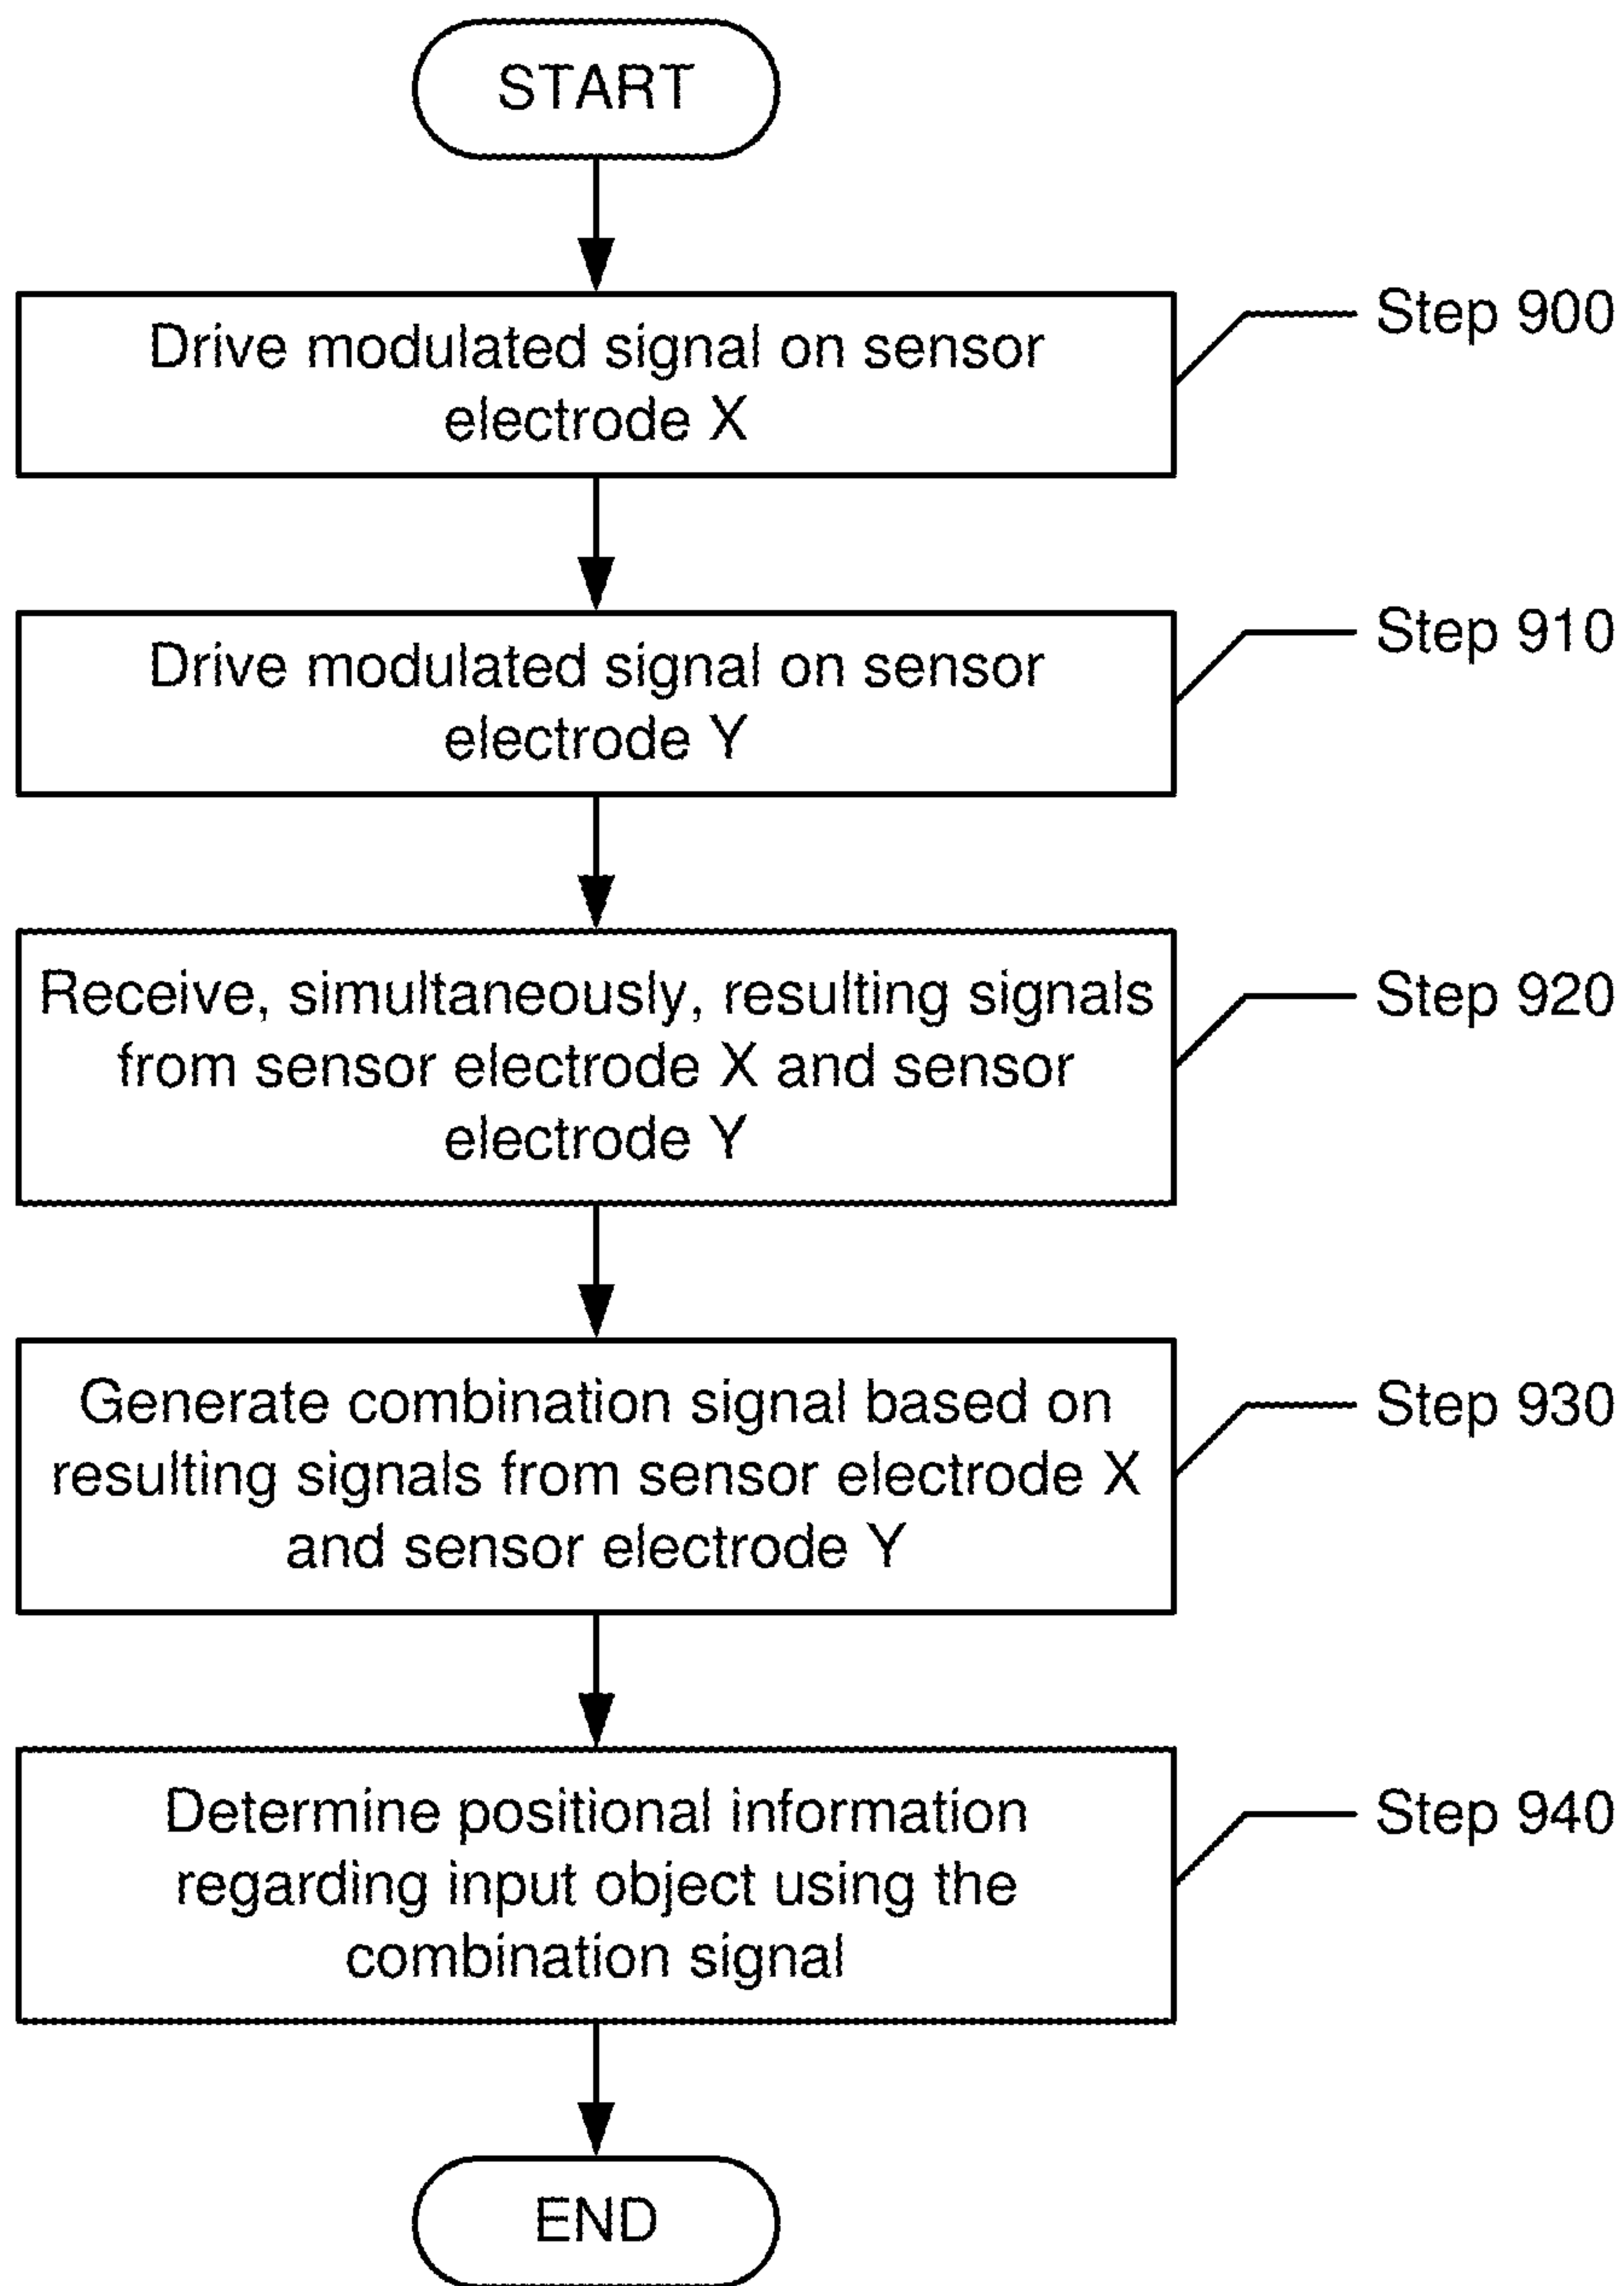 START
Drive modulated signal on sensor
electrode X
Step 900
Drive modulated signal on sensor
electrode Y
Step 910
Receive, simultaneously, resulting signals
from sensor electrode X and sensor
electrode Y
Step 920
Generate combination signal based on
resulting signals from sensor electrode X
and sensor electrode Y
Step 930
Determine positional information
regarding input object using the
combination signal
Step 940
END